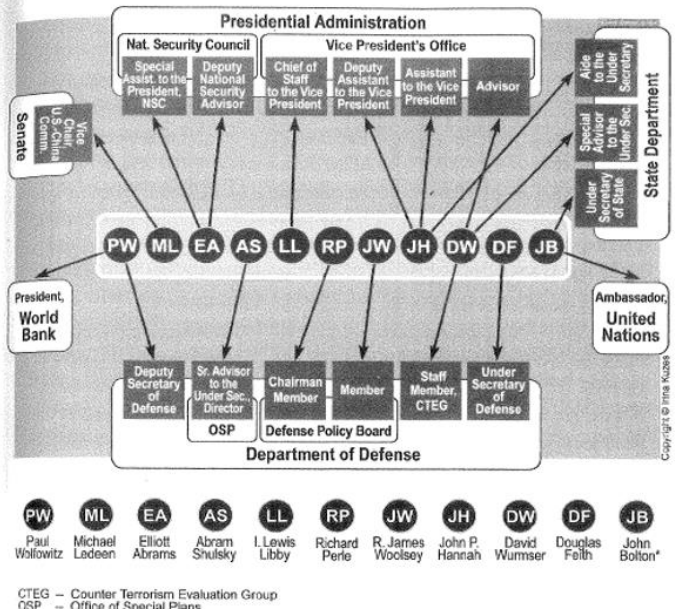 Presidential Administration
Nat. Security Council
Vice President's Office
Special
Assist. to the
President,
NSC
Deputy
National
Security
Advisor
Chief of
Staff
to the Vice
President
Deputy
Assistant
to the Vice
President
Assistant
to the Vice
President
Advisor
Aide
to the
Under
Secretary
Special
Advisor
to the
Under Sec.
Under
Secretary
of State
State Department
Senate
Vice
Chair,
U.S.-China
Comm.
PW ML EA AS LL RP JW JH DW DF JB
President,
World
Bank
Ambassador,
United
Nations
Deputy
Secretary
of
Defense
Sr. Advisor
to the
Under Sec.,
Director
OSP
Chairman
Member
Member
Defense Policy Board
Staff
Member,
CTEG
Under
Secretary
of
Defense
Department of Defense
Copyright © Irina Kuzes
PW ML EA AS LL RP JW JH DW DF JB
Paul Michael Elliott Abram I. Lewis Richard R. James John P. David Douglas John
Wolfowitz Ledeen Abrams Shulsky Libby Perle Woolsey Hannah Wurmser Feith Bolton*
CTEG – Counter Terrorism Evaluation Group
OSP – Office of Special Plans